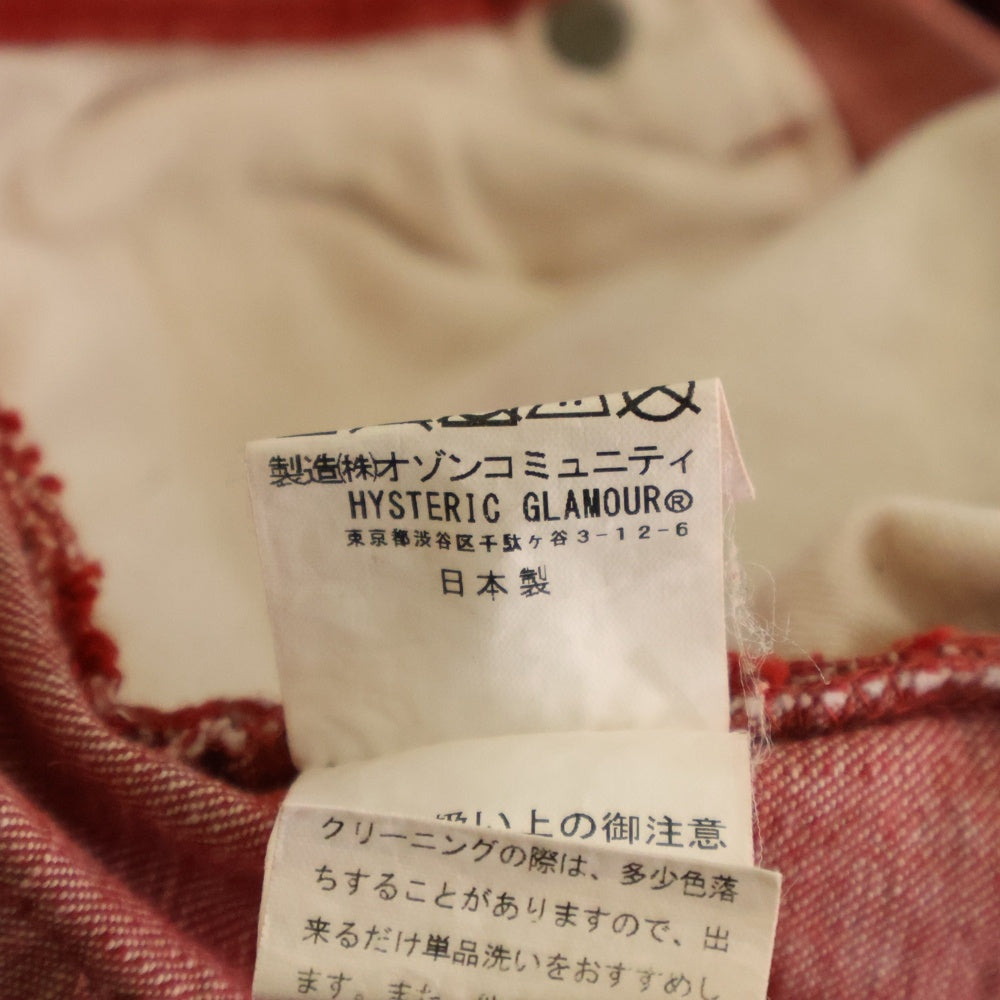 製造(株)オゾンコミュニティ
HYSTERIC GLAMOUR®
東京都渋谷区千駄ヶ谷3-12-6
日本製
扱い上の御注意
クリーニングの際は、多少色落
ちすることがありますので、出
来るだけ単品洗いをおすすめし
ます。また、